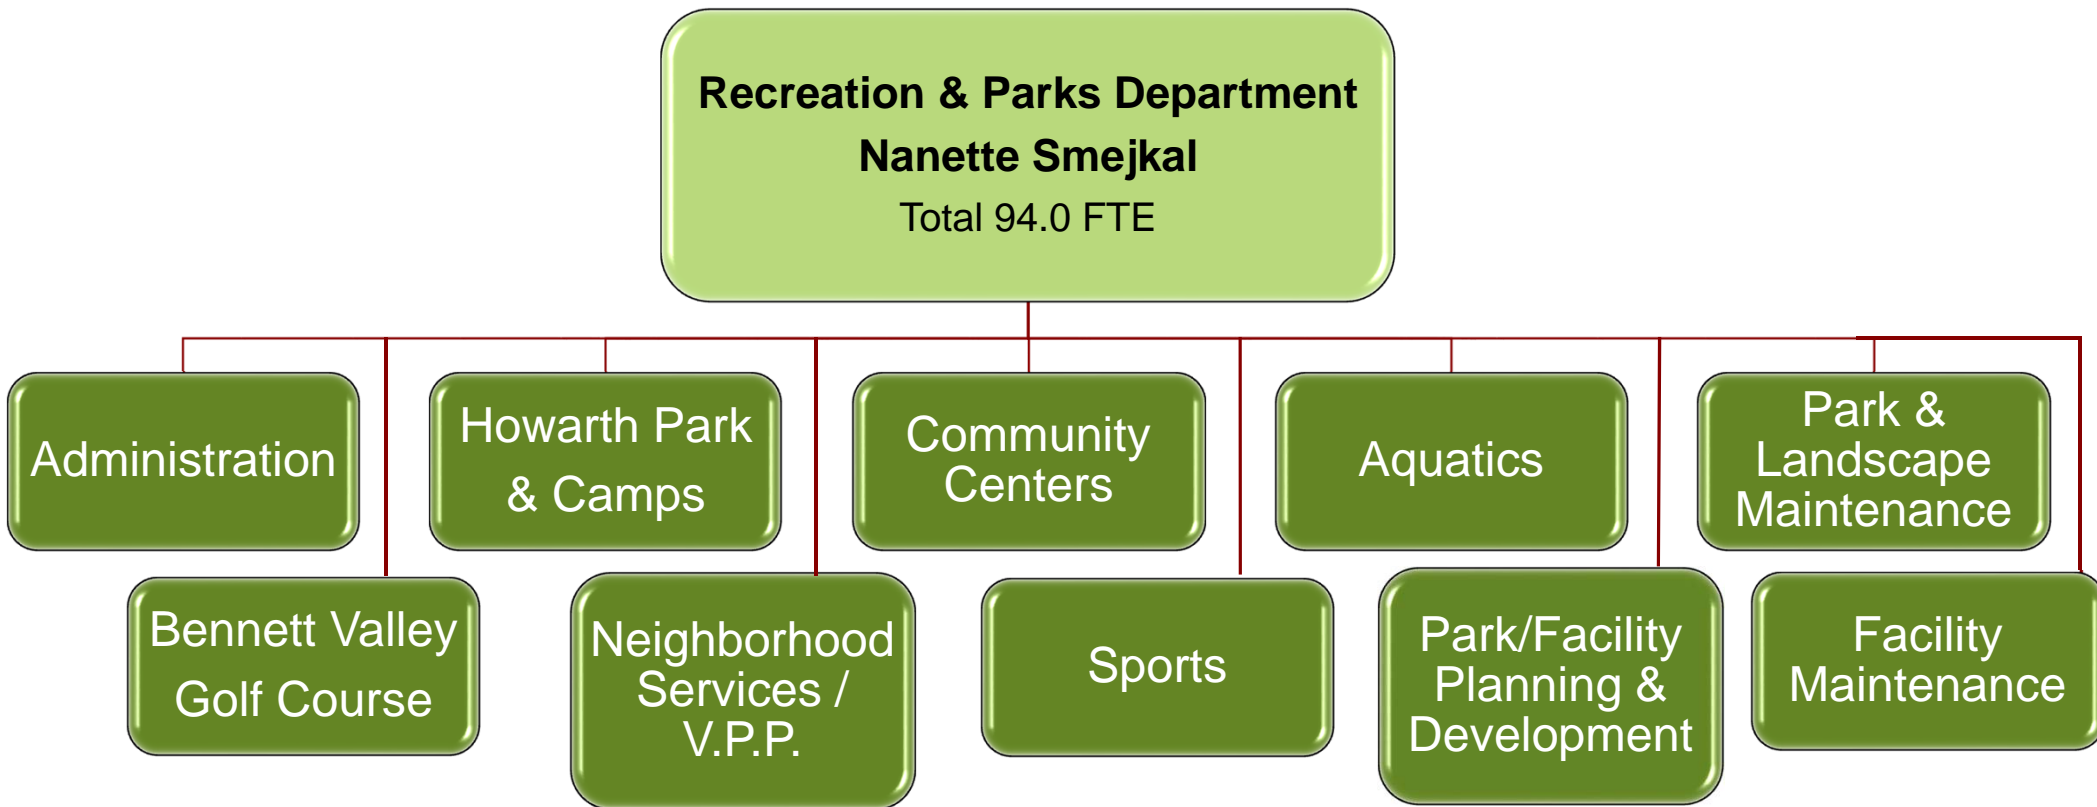 Recreation & Parks Department
Nanette Smejkal
Total 94.0 FTE
Administration
Howarth Park
& Camps
Community
Centers
Aquatics
Park &
Landscape
Maintenance
Bennett Valley
Golf Course
Neighborhood
Services /
V.P.P.
Sports
Park/Facility
Planning &
Development
Facility
Maintenance